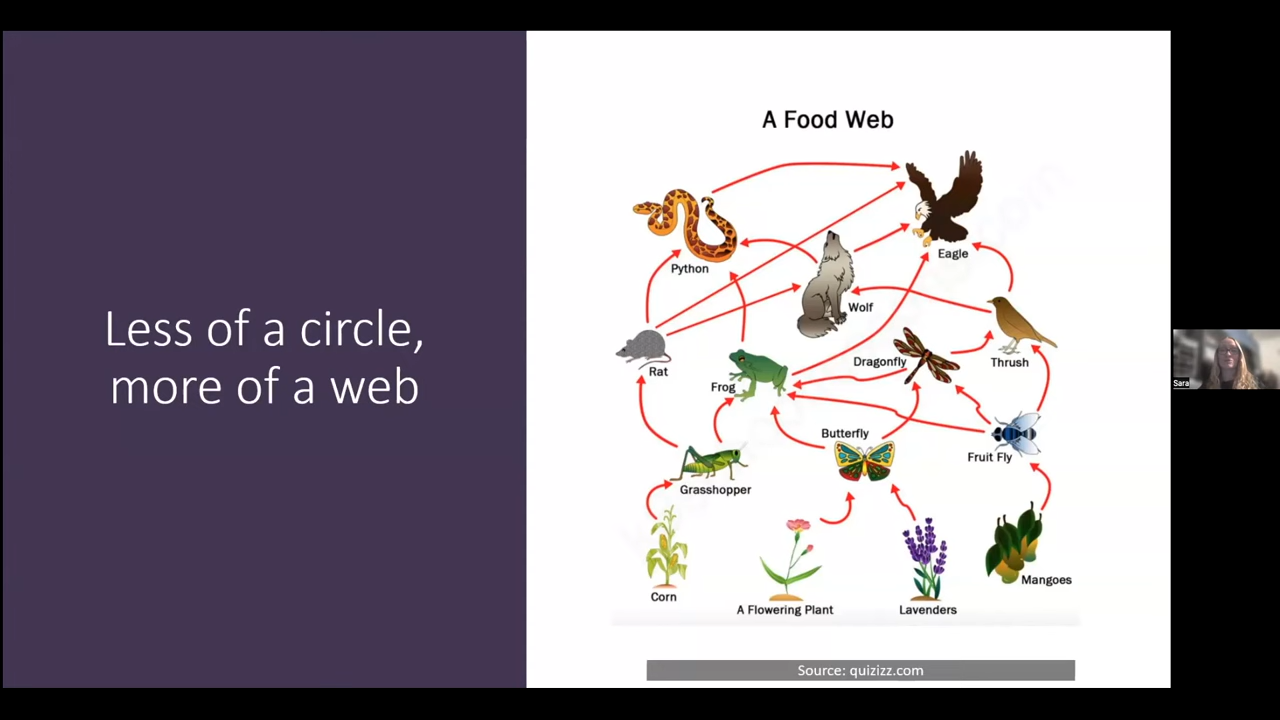 Less of a circle,
more of a web
A Food Web
Python
Eagle
Wolf
Rat
Frog
Dragonfly
Thrush
Butterfly
Fruit Fly
Grasshopper
Corn
A Flowering Plant
Lavenders
Mangoes
Source: quizizz.com
Sara